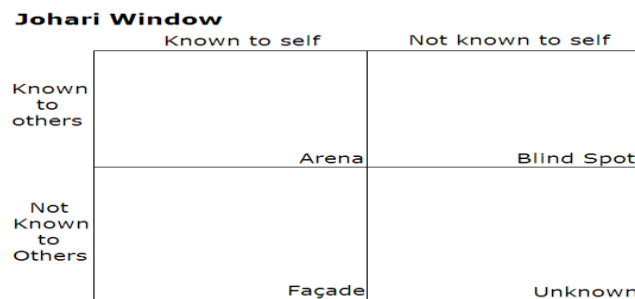 Johari Window
Known to self
Not known to self
Known
to
others
Arena
Blind Spot
Not
Known
to
Others
Façade
Unknown